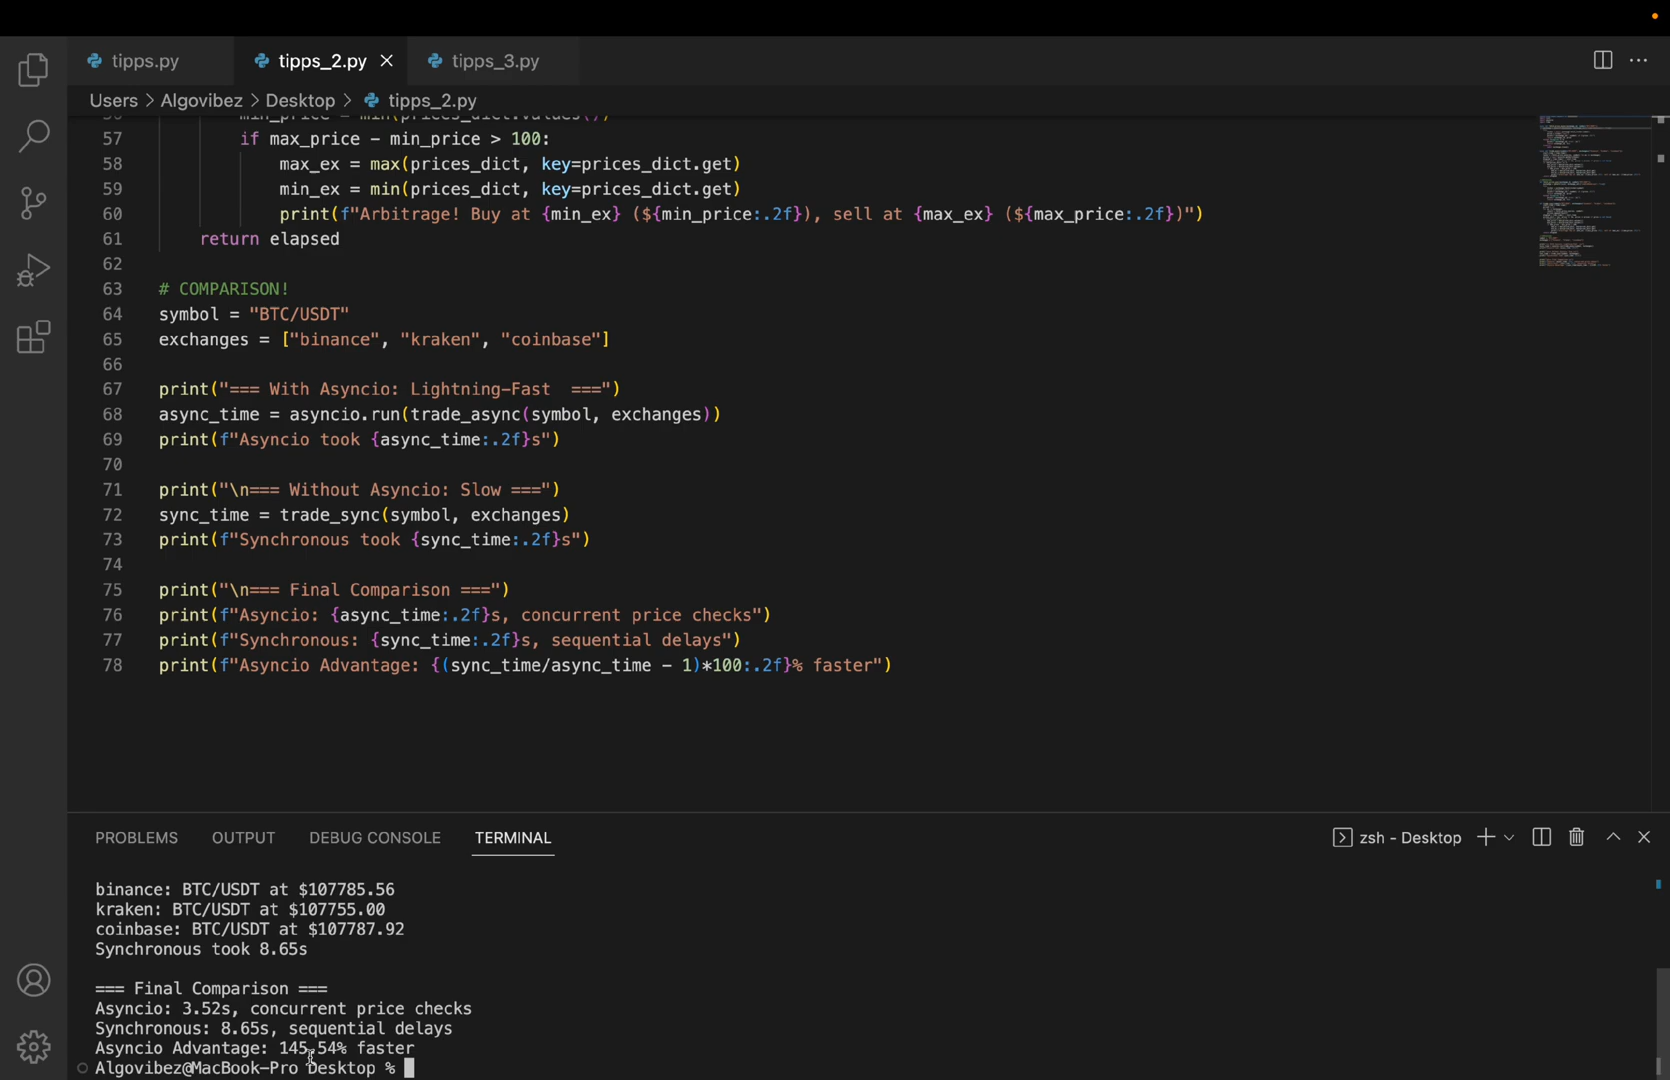 tipps.py
tipps_2.py
tipps_3.py
Users > Algovibez > Desktop > tipps_2.py
56 min_price = min(prices_dict.values())
57 if max_price - min_price > 100:
58 max_ex = max(prices_dict, key=prices_dict.get)
59 min_ex = min(prices_dict, key=prices_dict.get)
60 print(f"Arbitrage! Buy at {min_ex} (${min_price:.2f}), sell at {max_ex} (${max_price:.2f})")
61 return elapsed
62
63 # COMPARISON!
64 symbol = "BTC/USDT"
65 exchanges = ["binance", "kraken", "coinbase"]
66
67 print("=== With Asyncio: Lightning-Fast  ===")
68 async_time = asyncio.run(trade_async(symbol, exchanges))
69 print(f"Asyncio took {async_time:.2f}s")
70
71 print("\n=== Without Asyncio: Slow ===")
72 sync_time = trade_sync(symbol, exchanges)
73 print(f"Synchronous took {sync_time:.2f}s")
74
75 print("\n=== Final Comparison ===")
76 print(f"Asyncio: {async_time:.2f}s, concurrent price checks")
77 print(f"Synchronous: {sync_time:.2f}s, sequential delays")
78 print(f"Asyncio Advantage: {(sync_time/async_time - 1)*100:.2f}% faster")
PROBLEMS OUTPUT DEBUG CONSOLE TERMINAL
zsh - Desktop
binance: BTC/USDT at $107785.56
kraken: BTC/USDT at $107755.00
coinbase: BTC/USDT at $107787.92
Synchronous took 8.65s
=== Final Comparison ===
Asyncio: 3.52s, concurrent price checks
Synchronous: 8.65s, sequential delays
Asyncio Advantage: 145.54% faster
Algovibez@MacBook-Pro Desktop %